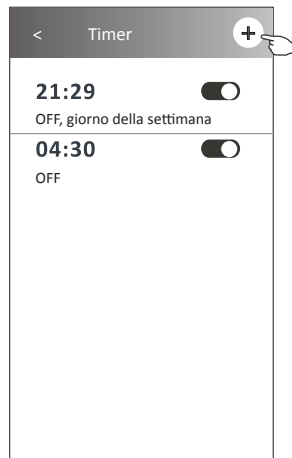 < Timer +
21:29
OFF, giorno della settimana
04:30
OFF